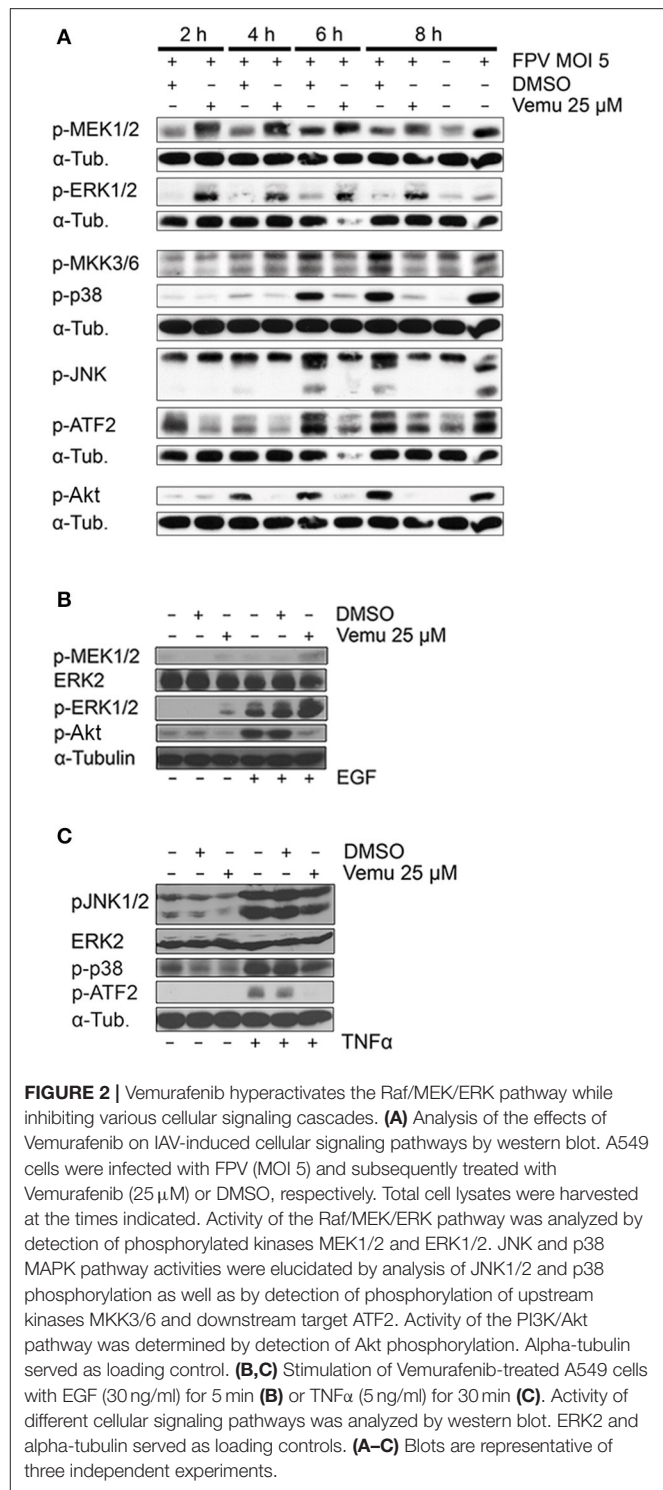 A
2 h 4 h 6 h 8 h
+ + + + + + + + - + FPV MOI 5
+ - + - + - + - - - DMSO
- + - + - + - + - - Vemu 25 µM
p-MEK1/2
α-Tub.
p-ERK1/2
α-Tub.
p-MKK3/6
p-p38
α-Tub.
p-JNK
p-ATF2
α-Tub.
p-Akt
α-Tub.
B
- + - - + - DMSO
- - + - - + Vemu 25 µM
p-MEK1/2
ERK2
p-ERK1/2
p-Akt
α-Tubulin
- - - + + + EGF
C
- + - - + - DMSO
- - + - - + Vemu 25 µM
pJNK1/2
ERK2
p-p38
p-ATF2
α-Tub.
- - - + + + TNFα
FIGURE 2 | Vemurafenib hyperactivates the Raf/MEK/ERK pathway while
inhibiting various cellular signaling cascades. (A) Analysis of the effects of
Vemurafenib on IAV-induced cellular signaling pathways by western blot. A549
cells were infected with FPV (MOI 5) and subsequently treated with
Vemurafenib (25 µM) or DMSO, respectively. Total cell lysates were harvested
at the times indicated. Activity of the Raf/MEK/ERK pathway was analyzed by
detection of phosphorylated kinases MEK1/2 and ERK1/2. JNK and p38
MAPK pathway activities were elucidated by analysis of JNK1/2 and p38
phosphorylation as well as by detection of phosphorylation of upstream
kinases MKK3/6 and downstream target ATF2. Activity of the PI3K/Akt
pathway was determined by detection of Akt phosphorylation. Alpha-tubulin
served as loading control. (B,C) Stimulation of Vemurafenib-treated A549 cells
with EGF (30 ng/ml) for 5 min (B) or TNFα (5 ng/ml) for 30 min (C). Activity of
different cellular signaling pathways was analyzed by western blot. ERK2 and
alpha-tubulin served as loading controls. (A–C) Blots are representative of
three independent experiments.